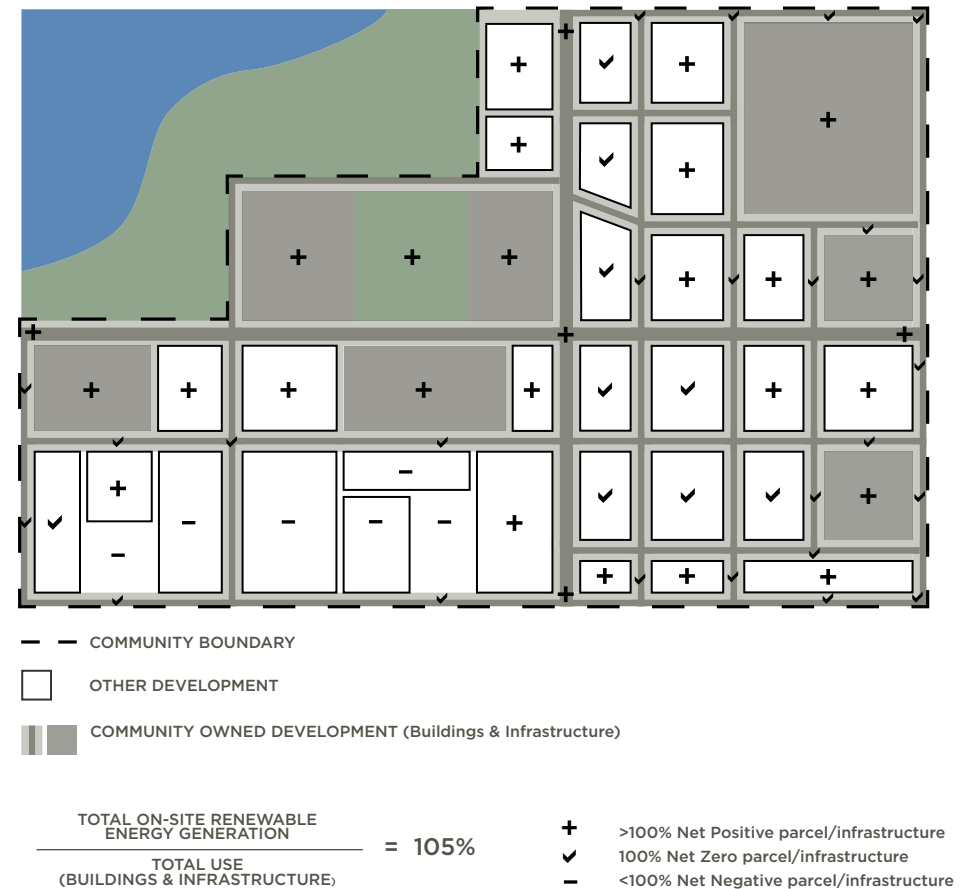 COMMUNITY BOUNDARY
OTHER DEVELOPMENT
COMMUNITY OWNED DEVELOPMENT (Buildings & Infrastructure)
TOTAL ON-SITE RENEWABLE
ENERGY GENERATION
TOTAL USE
(BUILDINGS & INFRASTRUCTURE)
= 105%
>100% Net Positive parcel/infrastructure
100% Net Zero parcel/infrastructure
<100% Net Negative parcel/infrastructure